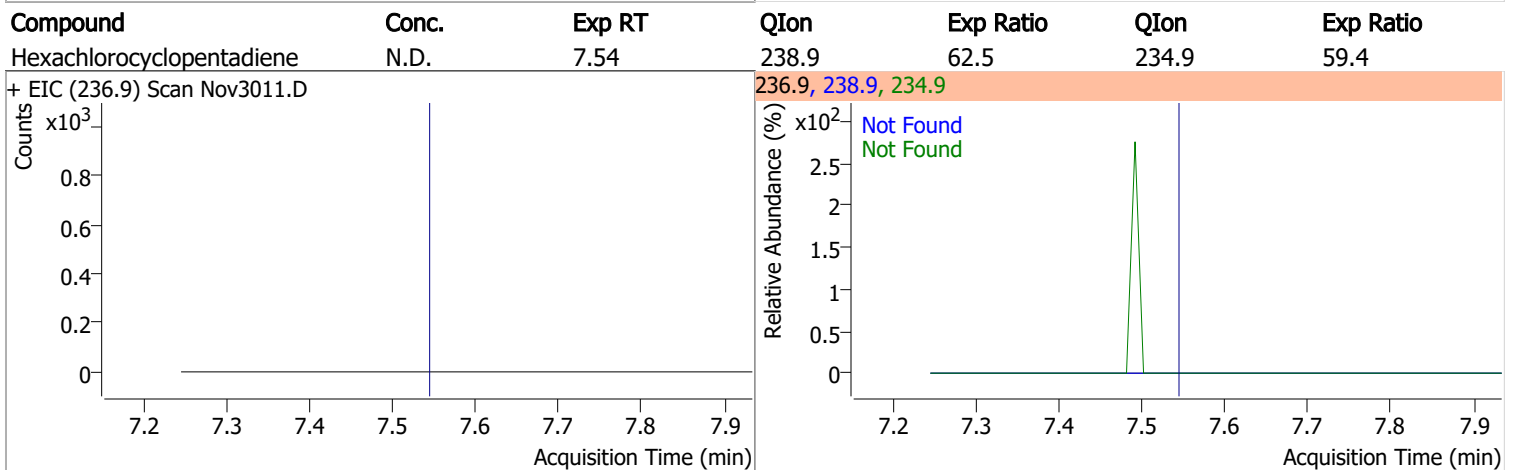 Compound Conc. Exp RT QIon Exp Ratio QIon Exp Ratio
Hexachlorocyclopentadiene N.D. 7.54 238.9 62.5 234.9 59.4
+ EIC (236.9) Scan Nov3011.D
Counts
x10³
0.8
0.6
0.4
0.2
0
7.2 7.3 7.4 7.5 7.6 7.7 7.8 7.9
Acquisition Time (min)
236.9, 238.9, 234.9
Relative Abundance (%)
x10²
Not Found
Not Found
2.5
2
1.5
1
0.5
0
7.2 7.3 7.4 7.5 7.6 7.7 7.8 7.9
Acquisition Time (min)